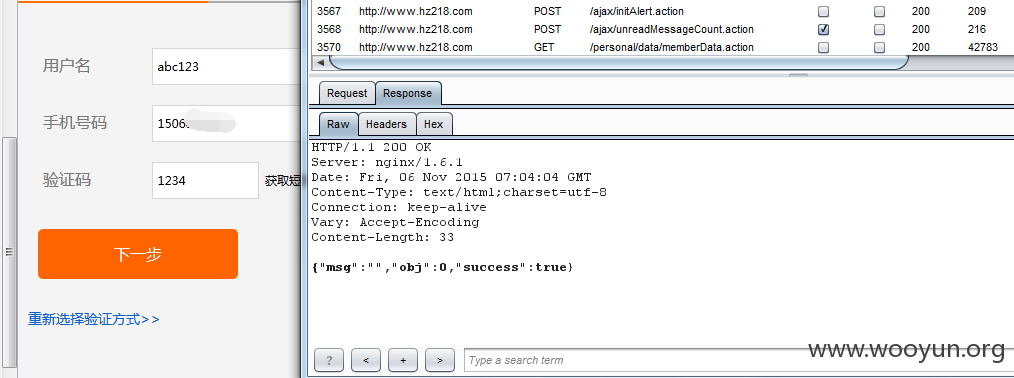 用户名
abc123
手机号码
1506
验证码
1234
获取短
下一步
重新选择验证方式>>
3567 http://www.hz218.com POST /ajax/initAlert.action 200 209
3568 http://www.hz218.com POST /ajax/unreadMessageCount.action 200 216
3570 http://www.hz218.com GET /personal/data/memberData.action 200 42783
Request Response
Raw Headers Hex
HTTP/1.1 200 OK
Server: nginx/1.6.1
Date: Fri, 06 Nov 2015 07:04:04 GMT
Content-Type: text/html;charset=utf-8
Connection: keep-alive
Vary: Accept-Encoding
Content-Length: 33
{"msg":"","obj":0,"success":true}
? < + > Type a search term
www.wooyun.org